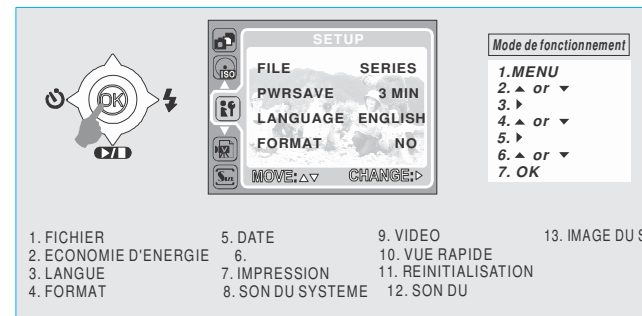 SETUP
FILE SERIES
PWRSAVE 3 MIN
LANGUAGE ENGLISH
FORMAT NO
MOVE:△▽ CHANGE:▷
ISO
OK
Mode de fonctionnement
1.MENU
2. ▲ or ▼
3. ▶
4. ▲ or ▼
5. ▶
6. ▲ or ▼
7. OK
1. FICHIER
2. ECONOMIE D'ENERGIE
3. LANGUE
4. FORMAT
5. DATE
6.
7. IMPRESSION
8. SON DU SYSTEME
9. VIDEO
10. VUE RAPIDE
11. REINITIALISATION
12. SON DU
13. IMAGE DU S